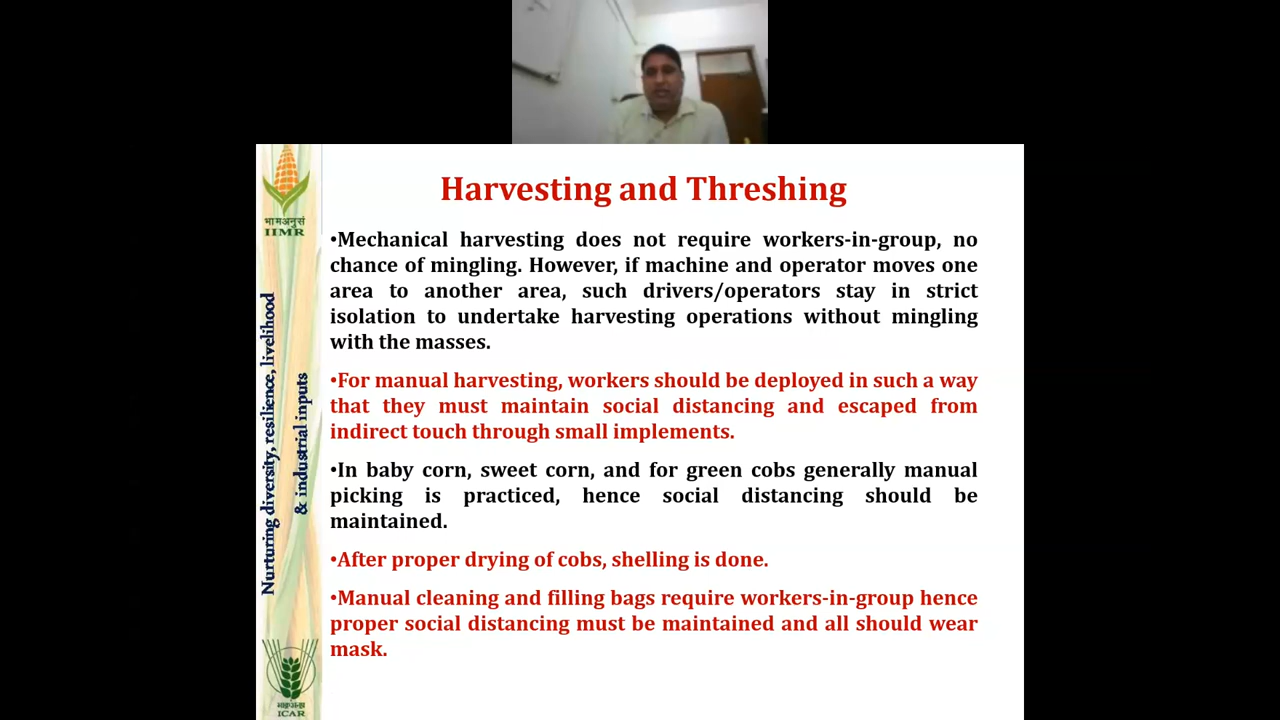 Harvesting and Threshing
भाmअनुसं
IIMR
•Mechanical harvesting does not require workers-in-group, no
chance of mingling. However, if machine and operator moves one
area to another area, such drivers/operators stay in strict
isolation to undertake harvesting operations without mingling
with the masses.
•For manual harvesting, workers should be deployed in such a way
that they must maintain social distancing and escaped from
indirect touch through small implements.
•In baby corn, sweet corn, and for green cobs generally manual
picking is practiced, hence social distancing should be
maintained.
•After proper drying of cobs, shelling is done.
•Manual cleaning and filling bags require workers-in-group hence
proper social distancing must be maintained and all should wear
mask.
Nurturing diversity, resilience, livelihood
& industrial inputs
ICAR